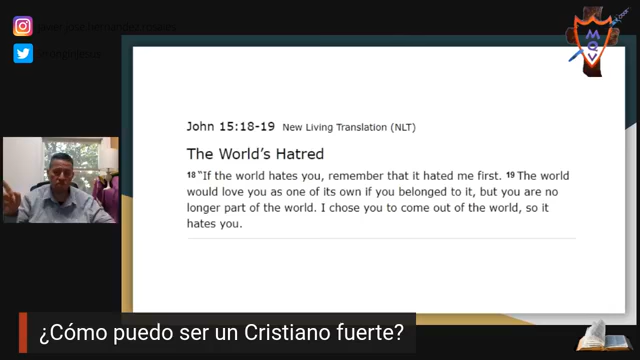 John 15:18-19 New Living Translation (NLT)
The World's Hatred
18 "If the world hates you, remember that it hated me first. 19 The world
would love you as one of its own if you belonged to it, but you are no
longer part of the world. I chose you to come out of the world, so it
hates you.
MQV
¿Cómo puedo ser un Cristiano fuerte?